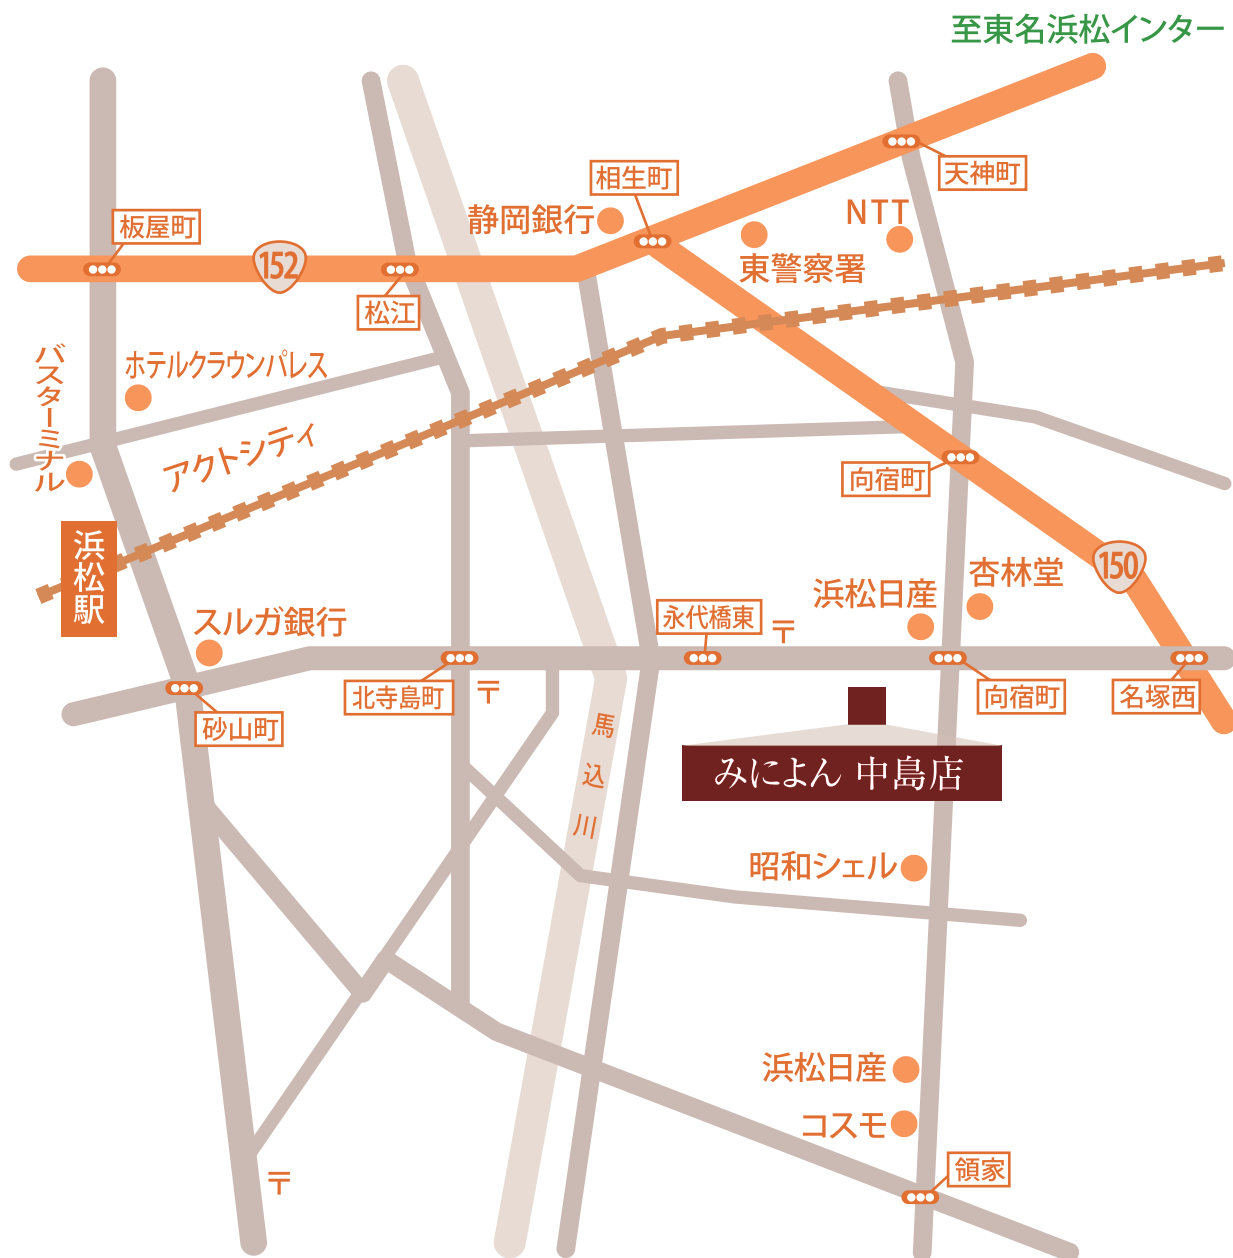 至東名浜松インター
天神町
相生町
NTT
静岡銀行
板屋町
東警察署
152
松江
ホテルクラウンパレス
バスターミナル
アクトシティ
向宿町
浜松駅
150
杏林堂
浜松日産
スルガ銀行
永代橋東
〒
北寺島町
〒
向宿町
名塚西
砂山町
馬込川
みによん 中島店
昭和シェル
浜松日産
コスモ
領家
〒